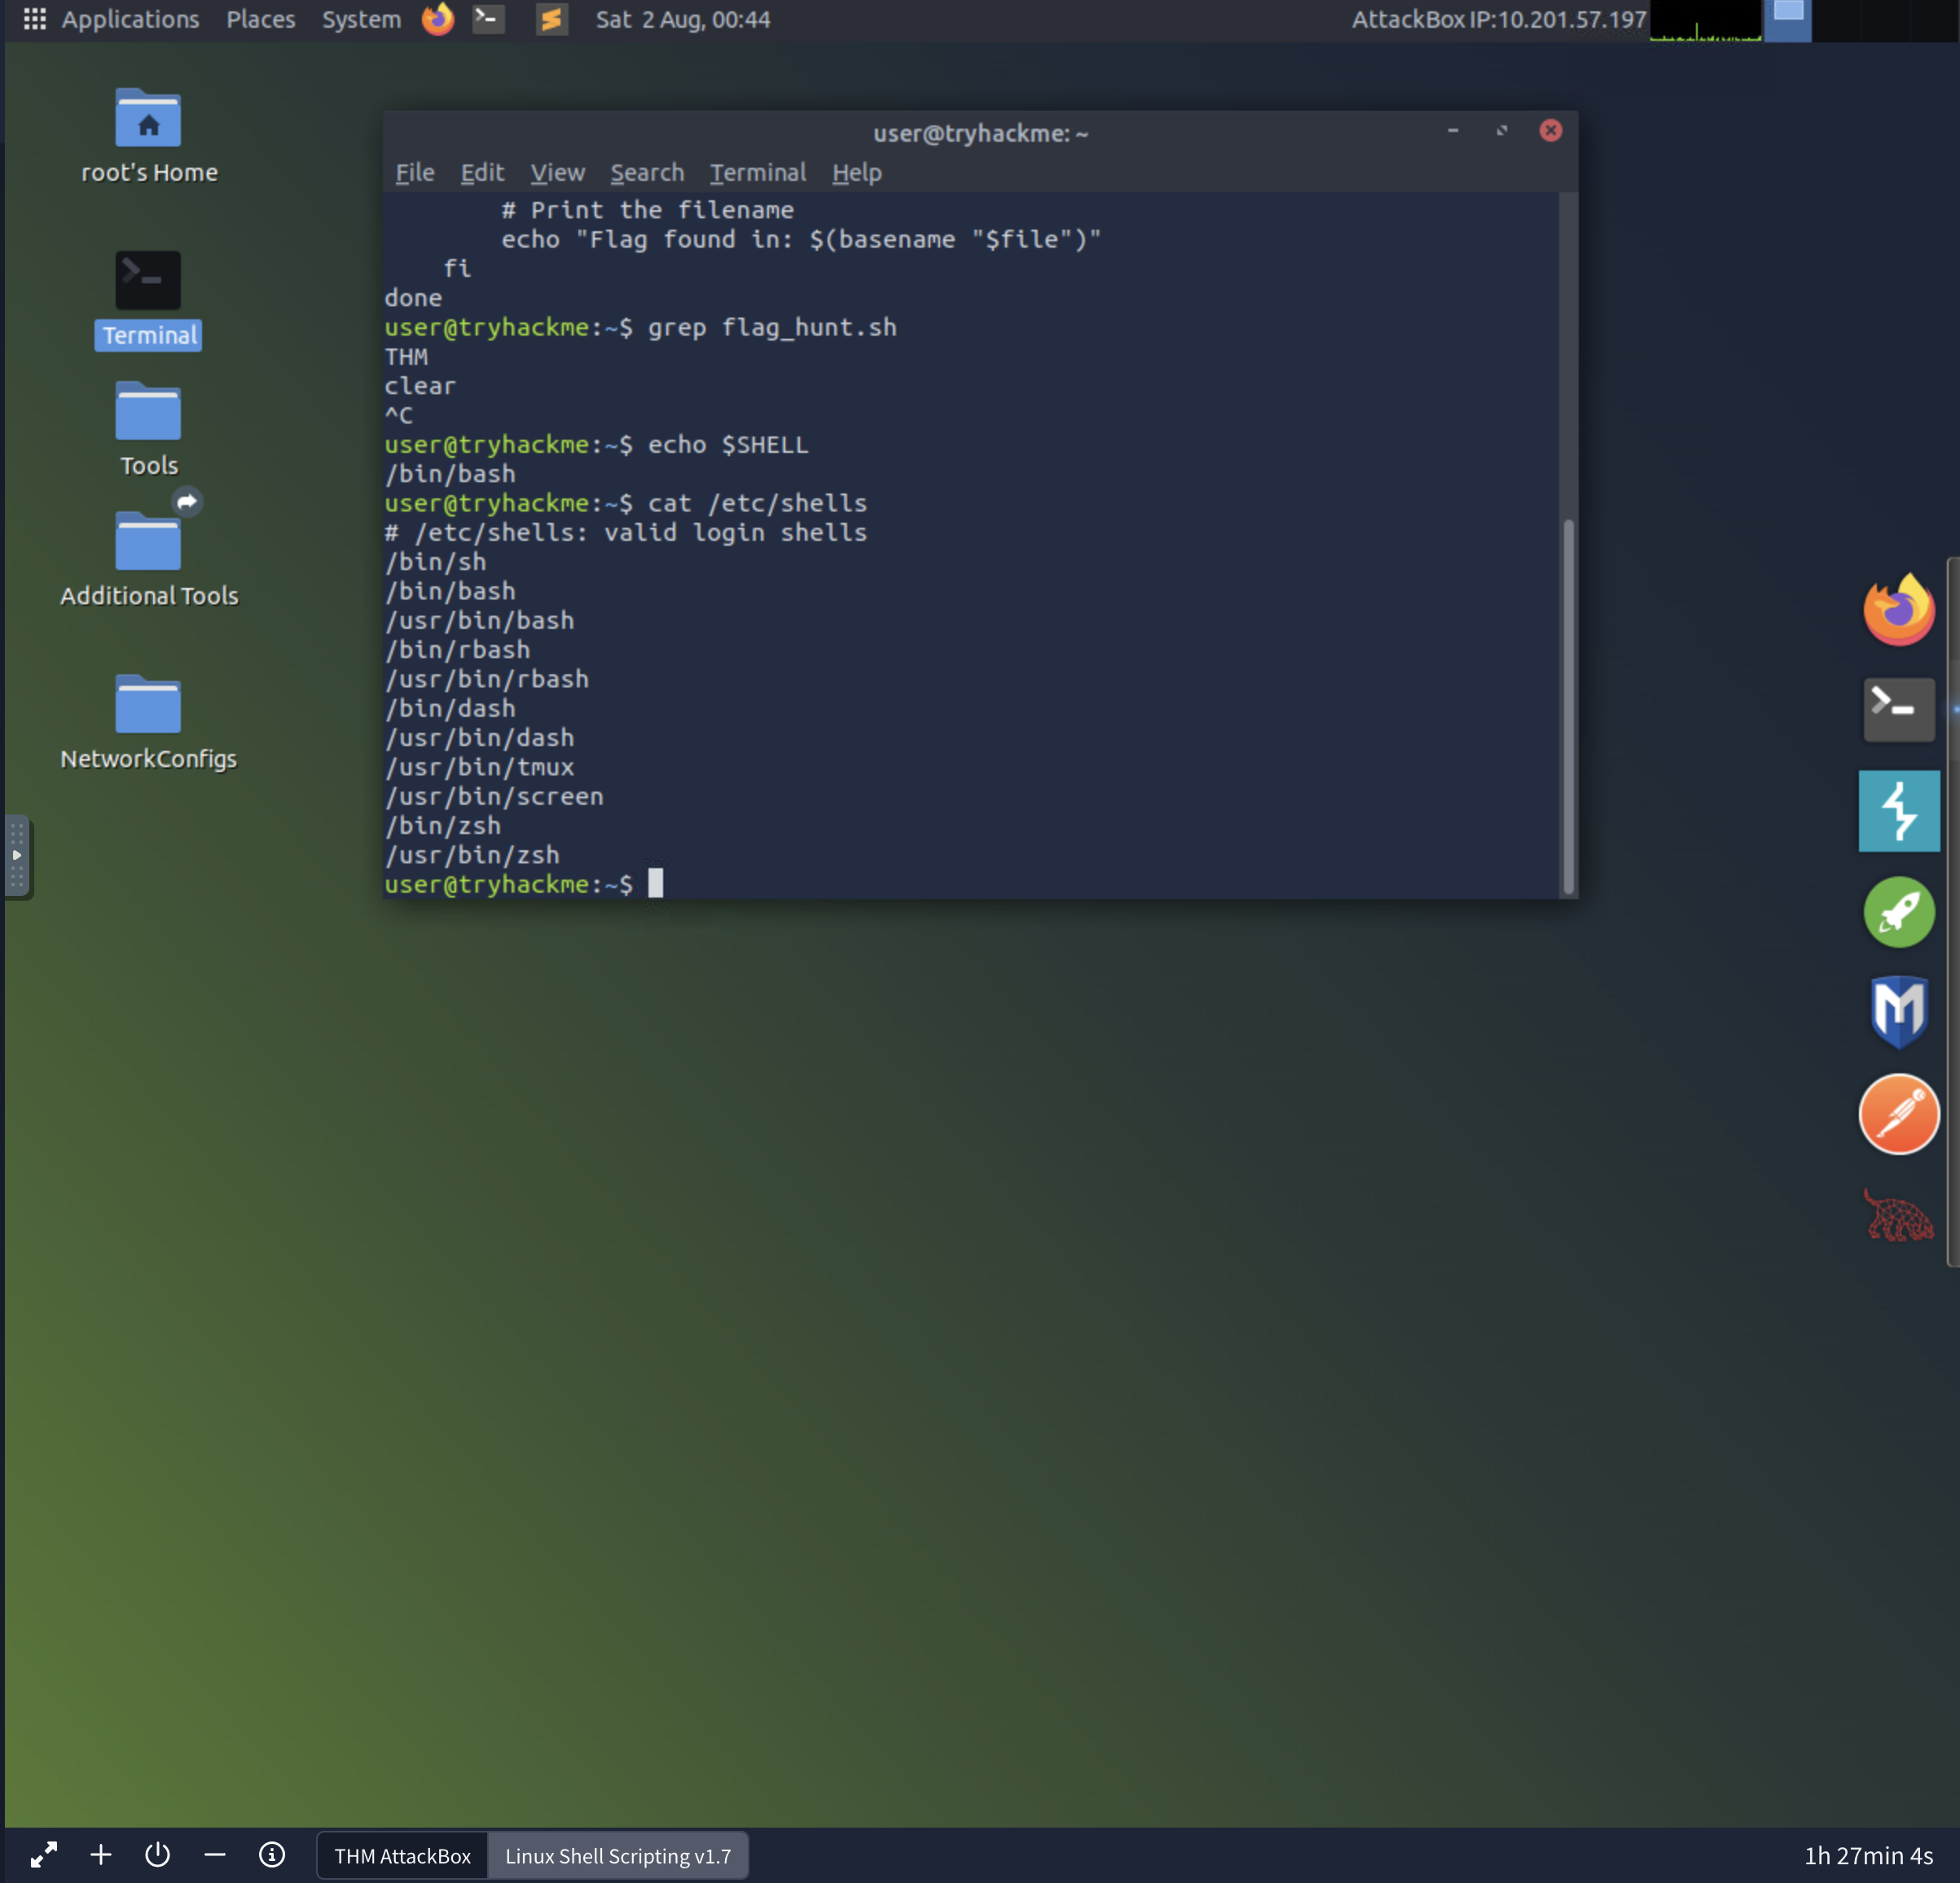 Applications Places System Sat 2 Aug, 00:44 AttackBox IP:10.201.57.197
root's Home
Terminal
Tools
Additional Tools
NetworkConfigs
user@tryhackme: ~
File Edit View Search Terminal Help
        # Print the filename
        echo "Flag found in: $(basename "$file")"
    fi
done
user@tryhackme:~$ grep flag_hunt.sh
THM
clear
^C
user@tryhackme:~$ echo $SHELL
/bin/bash
user@tryhackme:~$ cat /etc/shells
# /etc/shells: valid login shells
/bin/sh
/bin/bash
/usr/bin/bash
/bin/rbash
/usr/bin/rbash
/bin/dash
/usr/bin/dash
/usr/bin/tmux
/usr/bin/screen
/bin/zsh
/usr/bin/zsh
user@tryhackme:~$
THM AttackBox Linux Shell Scripting v1.7 1h 27min 4s